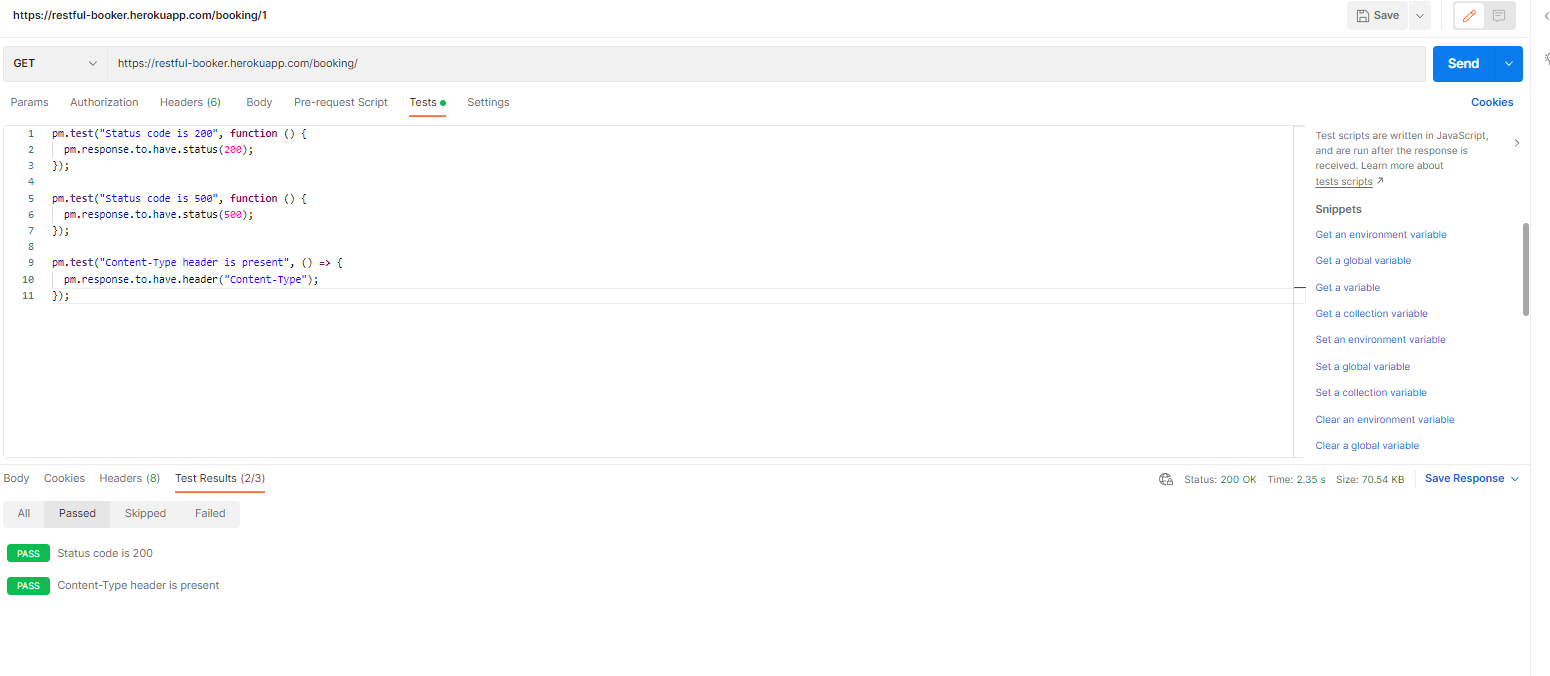 https://restful-booker.herokuapp.com/booking/1
Save
GET
https://restful-booker.herokuapp.com/booking/
Send
Params Authorization Headers (6) Body Pre-request Script Tests Settings
Cookies
1 pm.test("Status code is 200", function () {
2 pm.response.to.have.status(200);
3 });
4
5 pm.test("Status code is 500", function () {
6 pm.response.to.have.status(500);
7 });
8
9 pm.test("Content-Type header is present", () => {
10 pm.response.to.have.header("Content-Type");
11 });
Test scripts are written in JavaScript,
and are run after the response is
received. Learn more about
tests scripts ↗
Snippets
Get an environment variable
Get a global variable
Get a variable
Get a collection variable
Set an environment variable
Set a global variable
Set a collection variable
Clear an environment variable
Clear a global variable
Body Cookies Headers (8) Test Results (2/3)
Status: 200 OK Time: 2.35 s Size: 70.54 KB Save Response
All Passed Skipped Failed
PASS Status code is 200
PASS Content-Type header is present